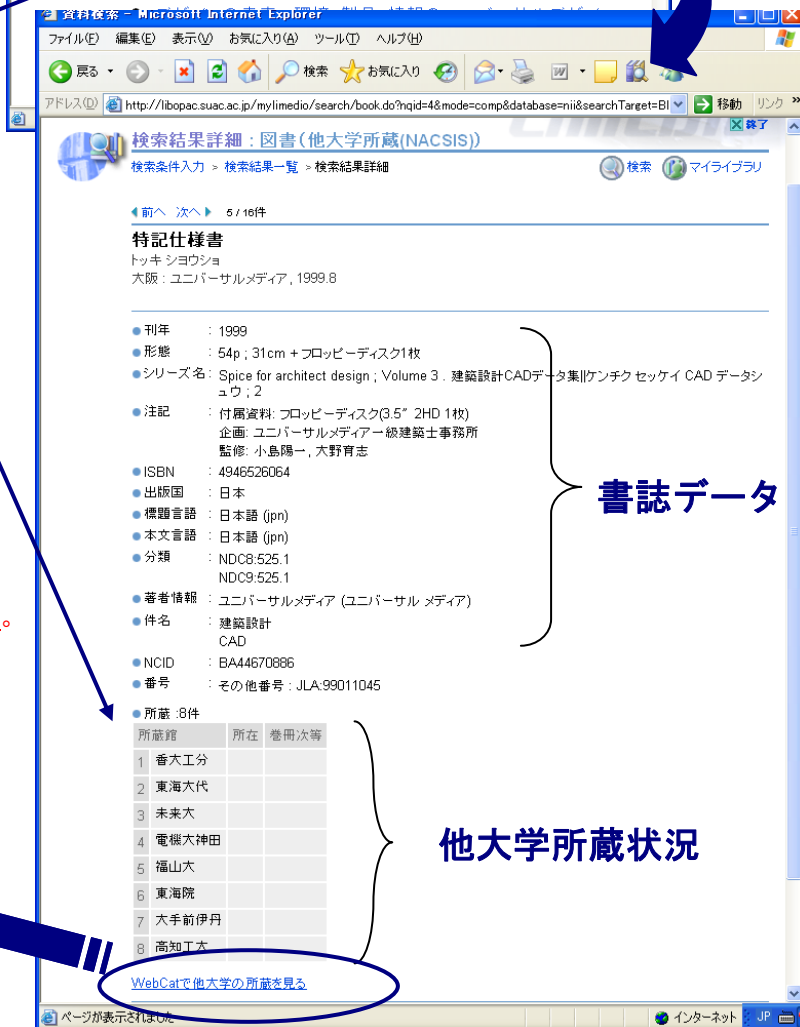 資料検索 - Microsoft Internet Explorer
ファイル(F) 編集(E) 表示(V) お気に入り(A) ツール(T) ヘルプ(H)
戻る 検索 お気に入り
アドレス(D) http://libopac.suac.ac.jp/mylimedio/search/book.do?nqid=4&mode=comp&database=nii&searchTarget=BI 移動 リンク »
終了
検索結果詳細：図書(他大学所蔵(NACSIS))
検索条件入力 > 検索結果一覧 > 検索結果詳細 検索 マイライブラリ
前へ 次へ 5 / 16件
特記仕様書
トッキ ショウショ
大阪 : ユニバーサルメディア , 1999.8
刊年 : 1999
形態 : 54p ; 31cm + フロッピーディスク1枚
シリーズ名 : Spice for architect design ; Volume 3 . 建築設計CADデータ集||ケンチク セッケイ CAD データシ
ュウ ; 2
注記 : 付属資料: フロッピーディスク(3.5″ 2HD 1枚)
企画: ユニバーサルメディア一級建築士事務所
監修: 小島陽一, 大野育志
ISBN : 4946526064
出版国 : 日本
標題言語 : 日本語 (jpn)
本文言語 : 日本語 (jpn)
分類 : NDC8:525.1
NDC9:525.1
著者情報 : ユニバーサルメディア (ユニバーサル メディア)
件名 : 建築設計
CAD
NCID : BA44670886
番号 : その他番号 : JLA:99011045
書誌データ
。
所蔵 :8件
所蔵館 所在 巻冊次等
1 香大工分
2 東海大代
3 未来大
4 電機大神田
5 福山大
6 東海院
7 大手前伊丹
8 高知工大
他大学所蔵状況
WebCatで他大学の所蔵を見る
ページが表示されました インターネット JP